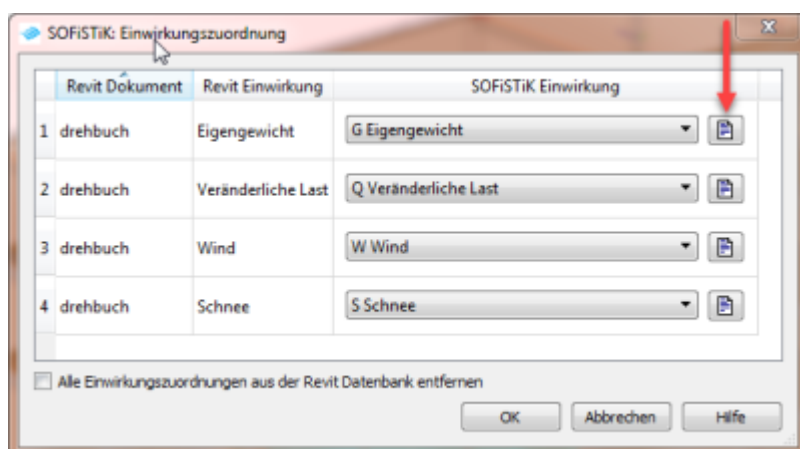 SOFiSTiK: Einwirkungszuordnung
Revit Dokument Revit Einwirkung SOFiSTiK Einwirkung
1 drehbuch Eigengewicht G Eigengewicht
2 drehbuch Veränderliche Last Q Veränderliche Last
3 drehbuch Wind W Wind
4 drehbuch Schnee S Schnee
Alle Einwirkungszuordnungen aus der Revit Datenbank entfernen
OK Abbrechen Hilfe